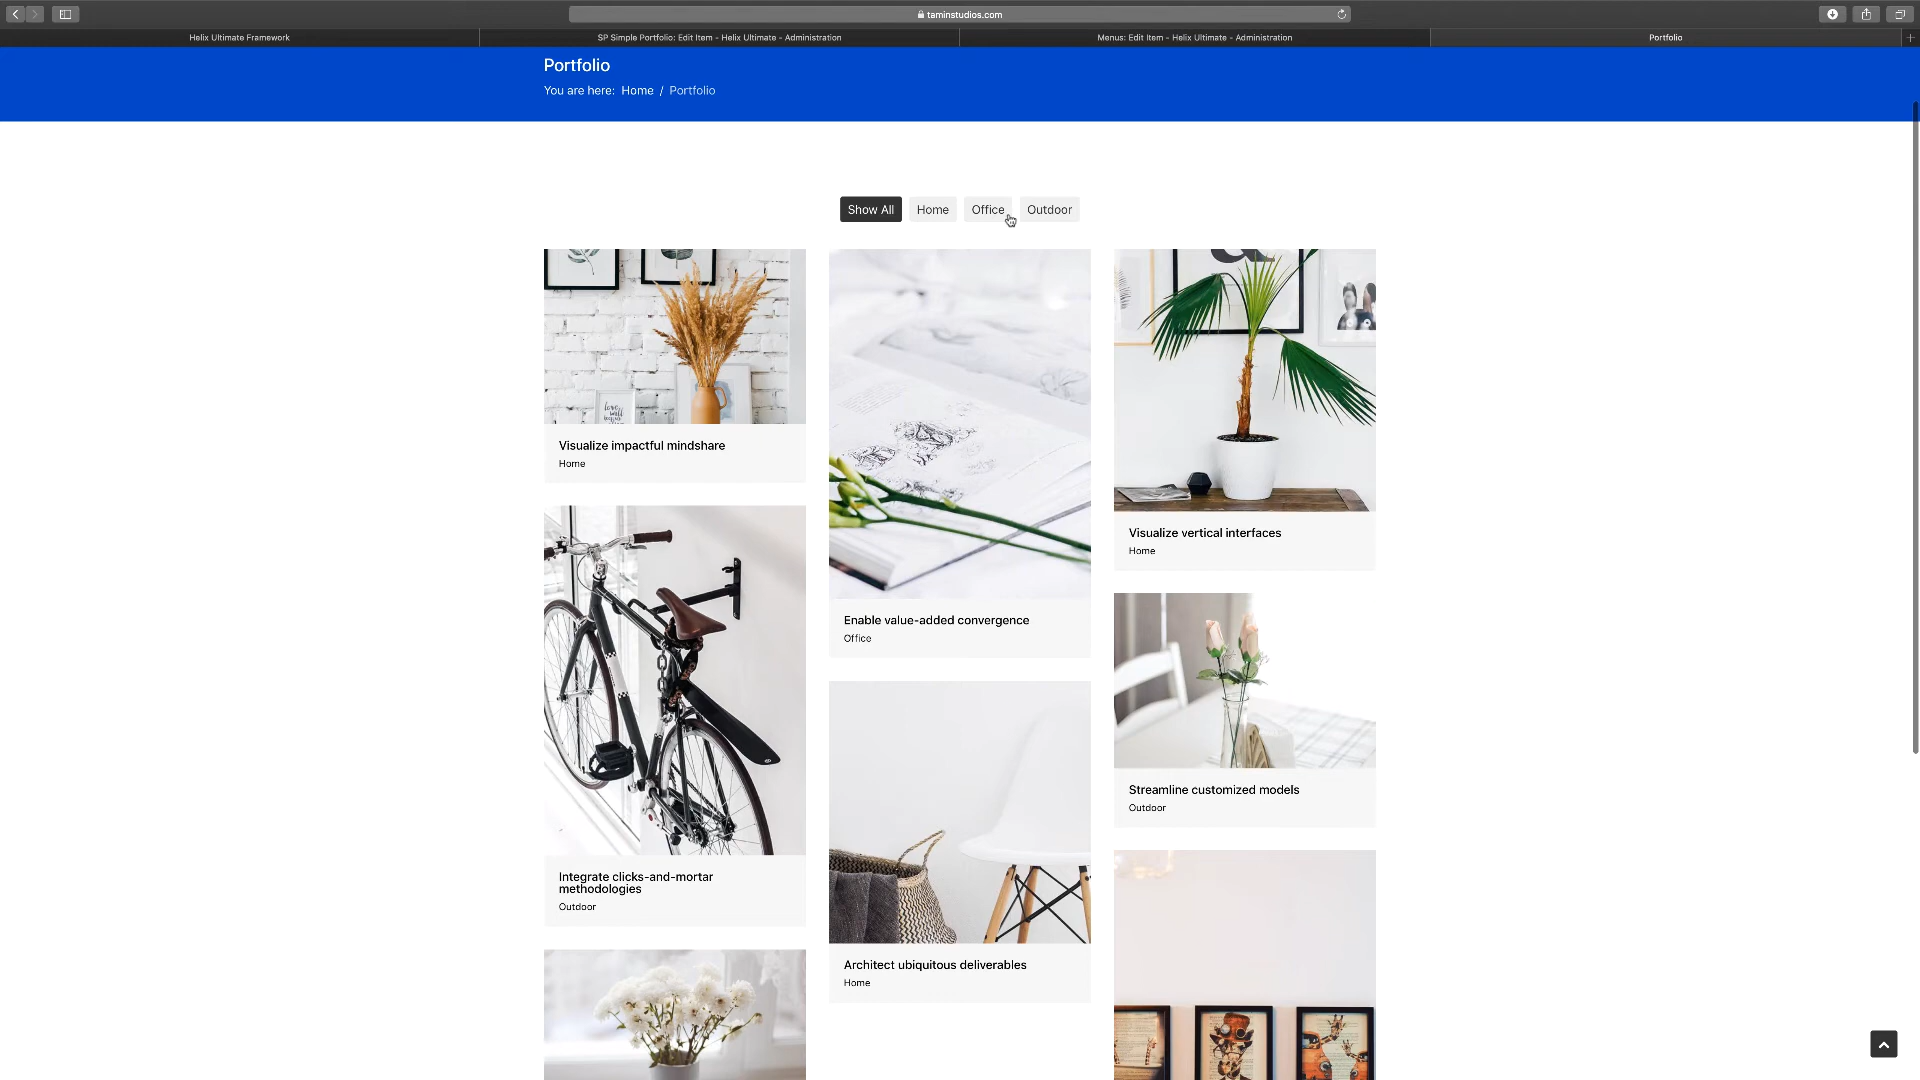 taminstudios.com
Helix Ultimate Framework
SP Simple Portfolio: Edit Item - Helix Ultimate - Administration
Menus: Edit Item - Helix Ultimate - Administration
Portfolio
Portfolio
You are here: Home / Portfolio
Show All
Home
Office
Outdoor
Visualize impactful mindshare
Home
Enable value-added convergence
Office
Visualize vertical interfaces
Home
Integrate clicks-and-mortar
methodologies
Outdoor
Architect ubiquitous deliverables
Home
Streamline customized models
Outdoor